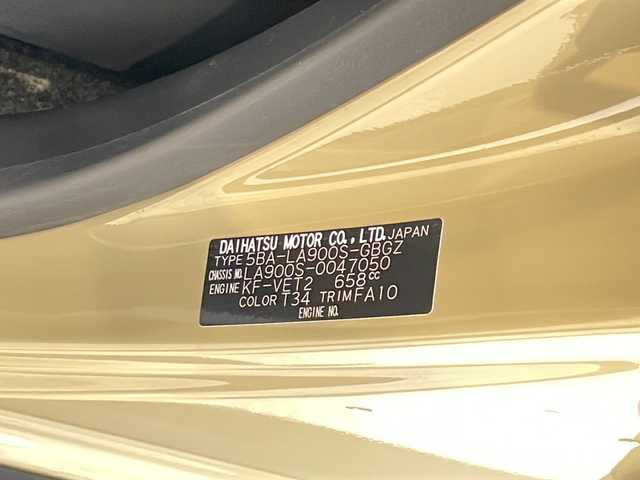 DAIHATSU MOTOR CO., LTD. JAPAN
TYPE 5BA-LA900S-GBGZ
CHASSIS NO. LA900S-0047050
ENGINE KF-VET2 658cc
COLOR T34 TRIM FA10
ENGINE NO.